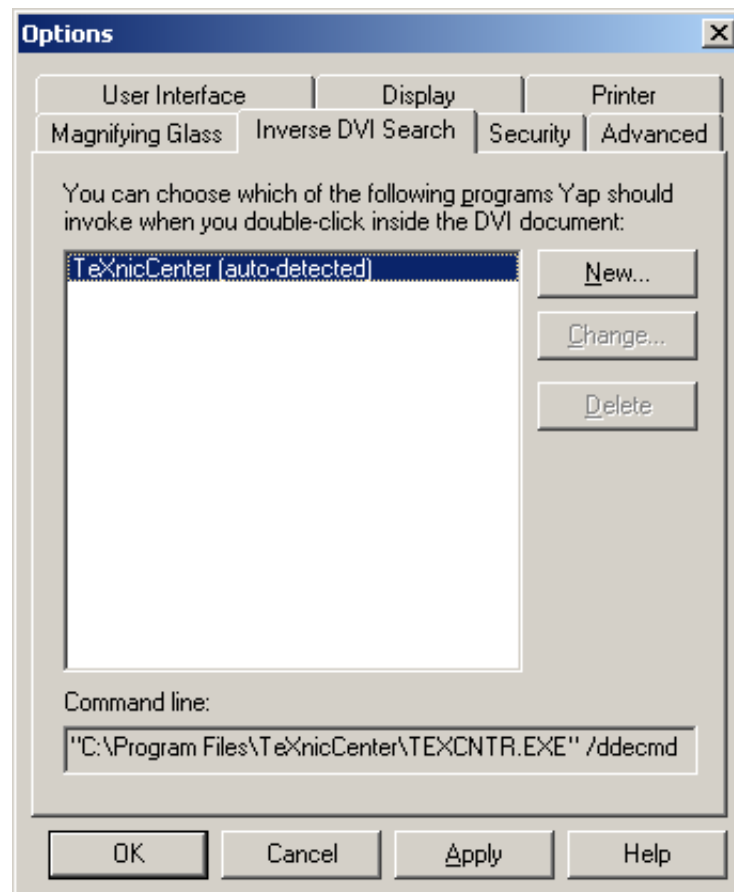 Options
User Interface Display Printer
Magnifying Glass Inverse DVI Search Security Advanced
You can choose which of the following programs Yap should
invoke when you double-click inside the DVI document:
TeXnicCenter (auto-detected)
New...
Change...
Delete
Command line:
"C:\Program Files\TeXnicCenter\TEXCNTR.EXE" /ddecmd
OK Cancel Apply Help